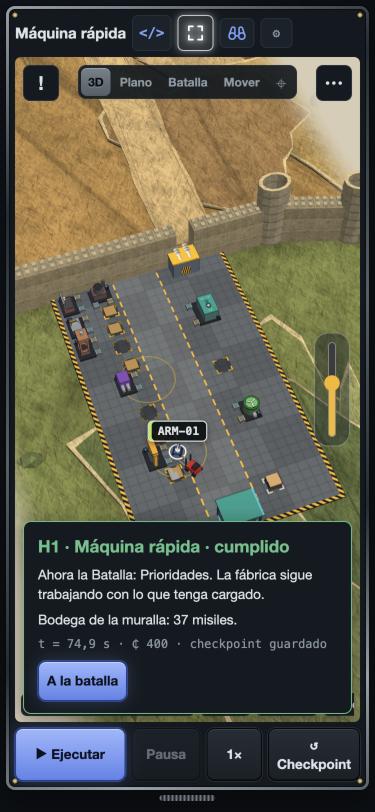 Máquina rápida </>
! 3D Plano Batalla Mover
ARM-01
H1 · Máquina rápida · cumplido
Ahora la Batalla: Prioridades. La fábrica sigue
trabajando con lo que tenga cargado.
Bodega de la muralla: 37 misiles.
t = 74,9 s · ₵ 400 · checkpoint guardado
A la batalla
Ejecutar Pausa 1× ↺
Checkpoint